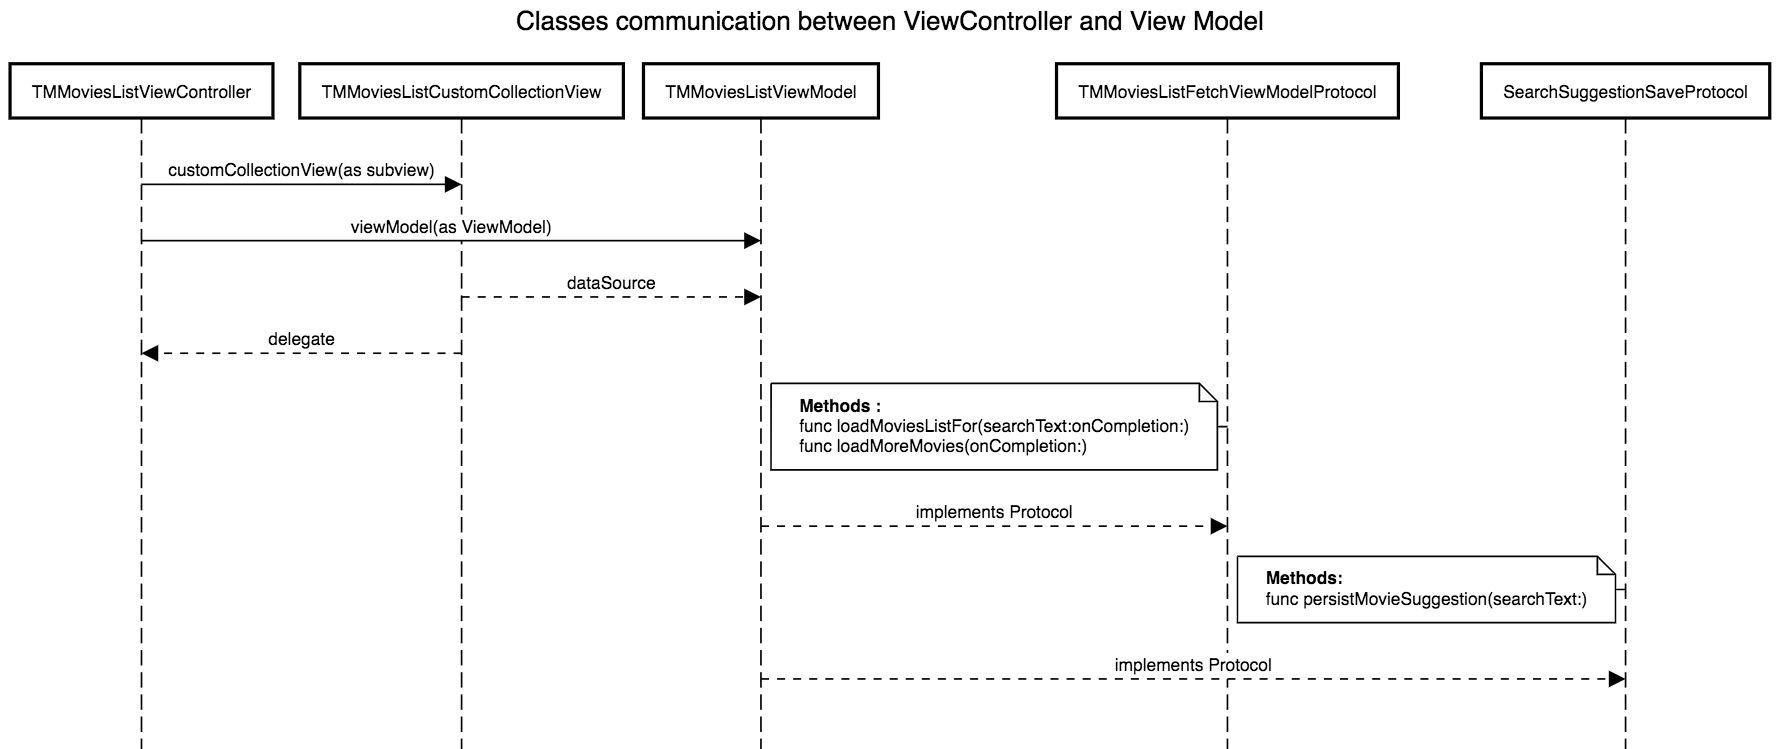 Classes communication between ViewController and View Model
TMMoviesListViewController
TMMoviesListCustomCollectionView
TMMoviesListViewModel
TMMoviesListFetchViewModelProtocol
SearchSuggestionSaveProtocol
customCollectionView(as subview)
viewModel(as ViewModel)
dataSource
delegate
Methods :
func loadMoviesListFor(searchText:onCompletion:)
func loadMoreMovies(onCompletion:)
implements Protocol
Methods:
func persistMovieSuggestion(searchText:)
implements Protocol